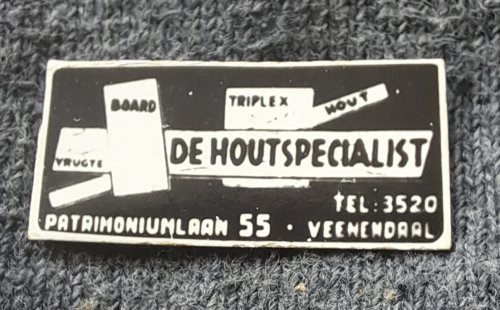 BOARD
TRIPLEX
HOUT
VRUGTE
DE HOUTSPECIALIST
TEL: 3520
PATRIMONIUMLAAN 55 · VEENENDAAL